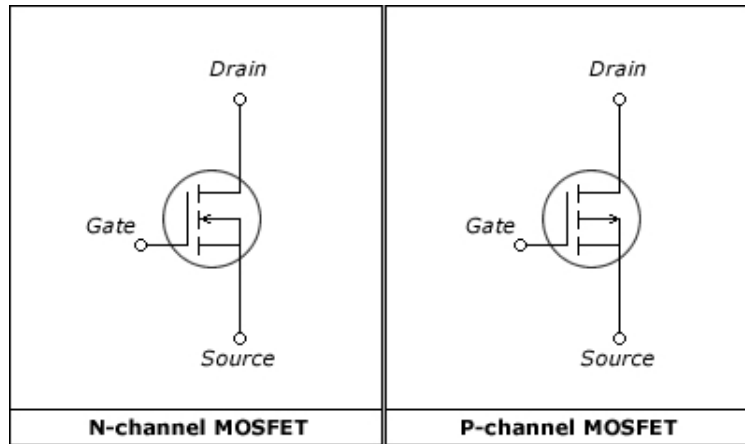 Drain
Gate
Source
N-channel MOSFET
Drain
Gate
Source
P-channel MOSFET